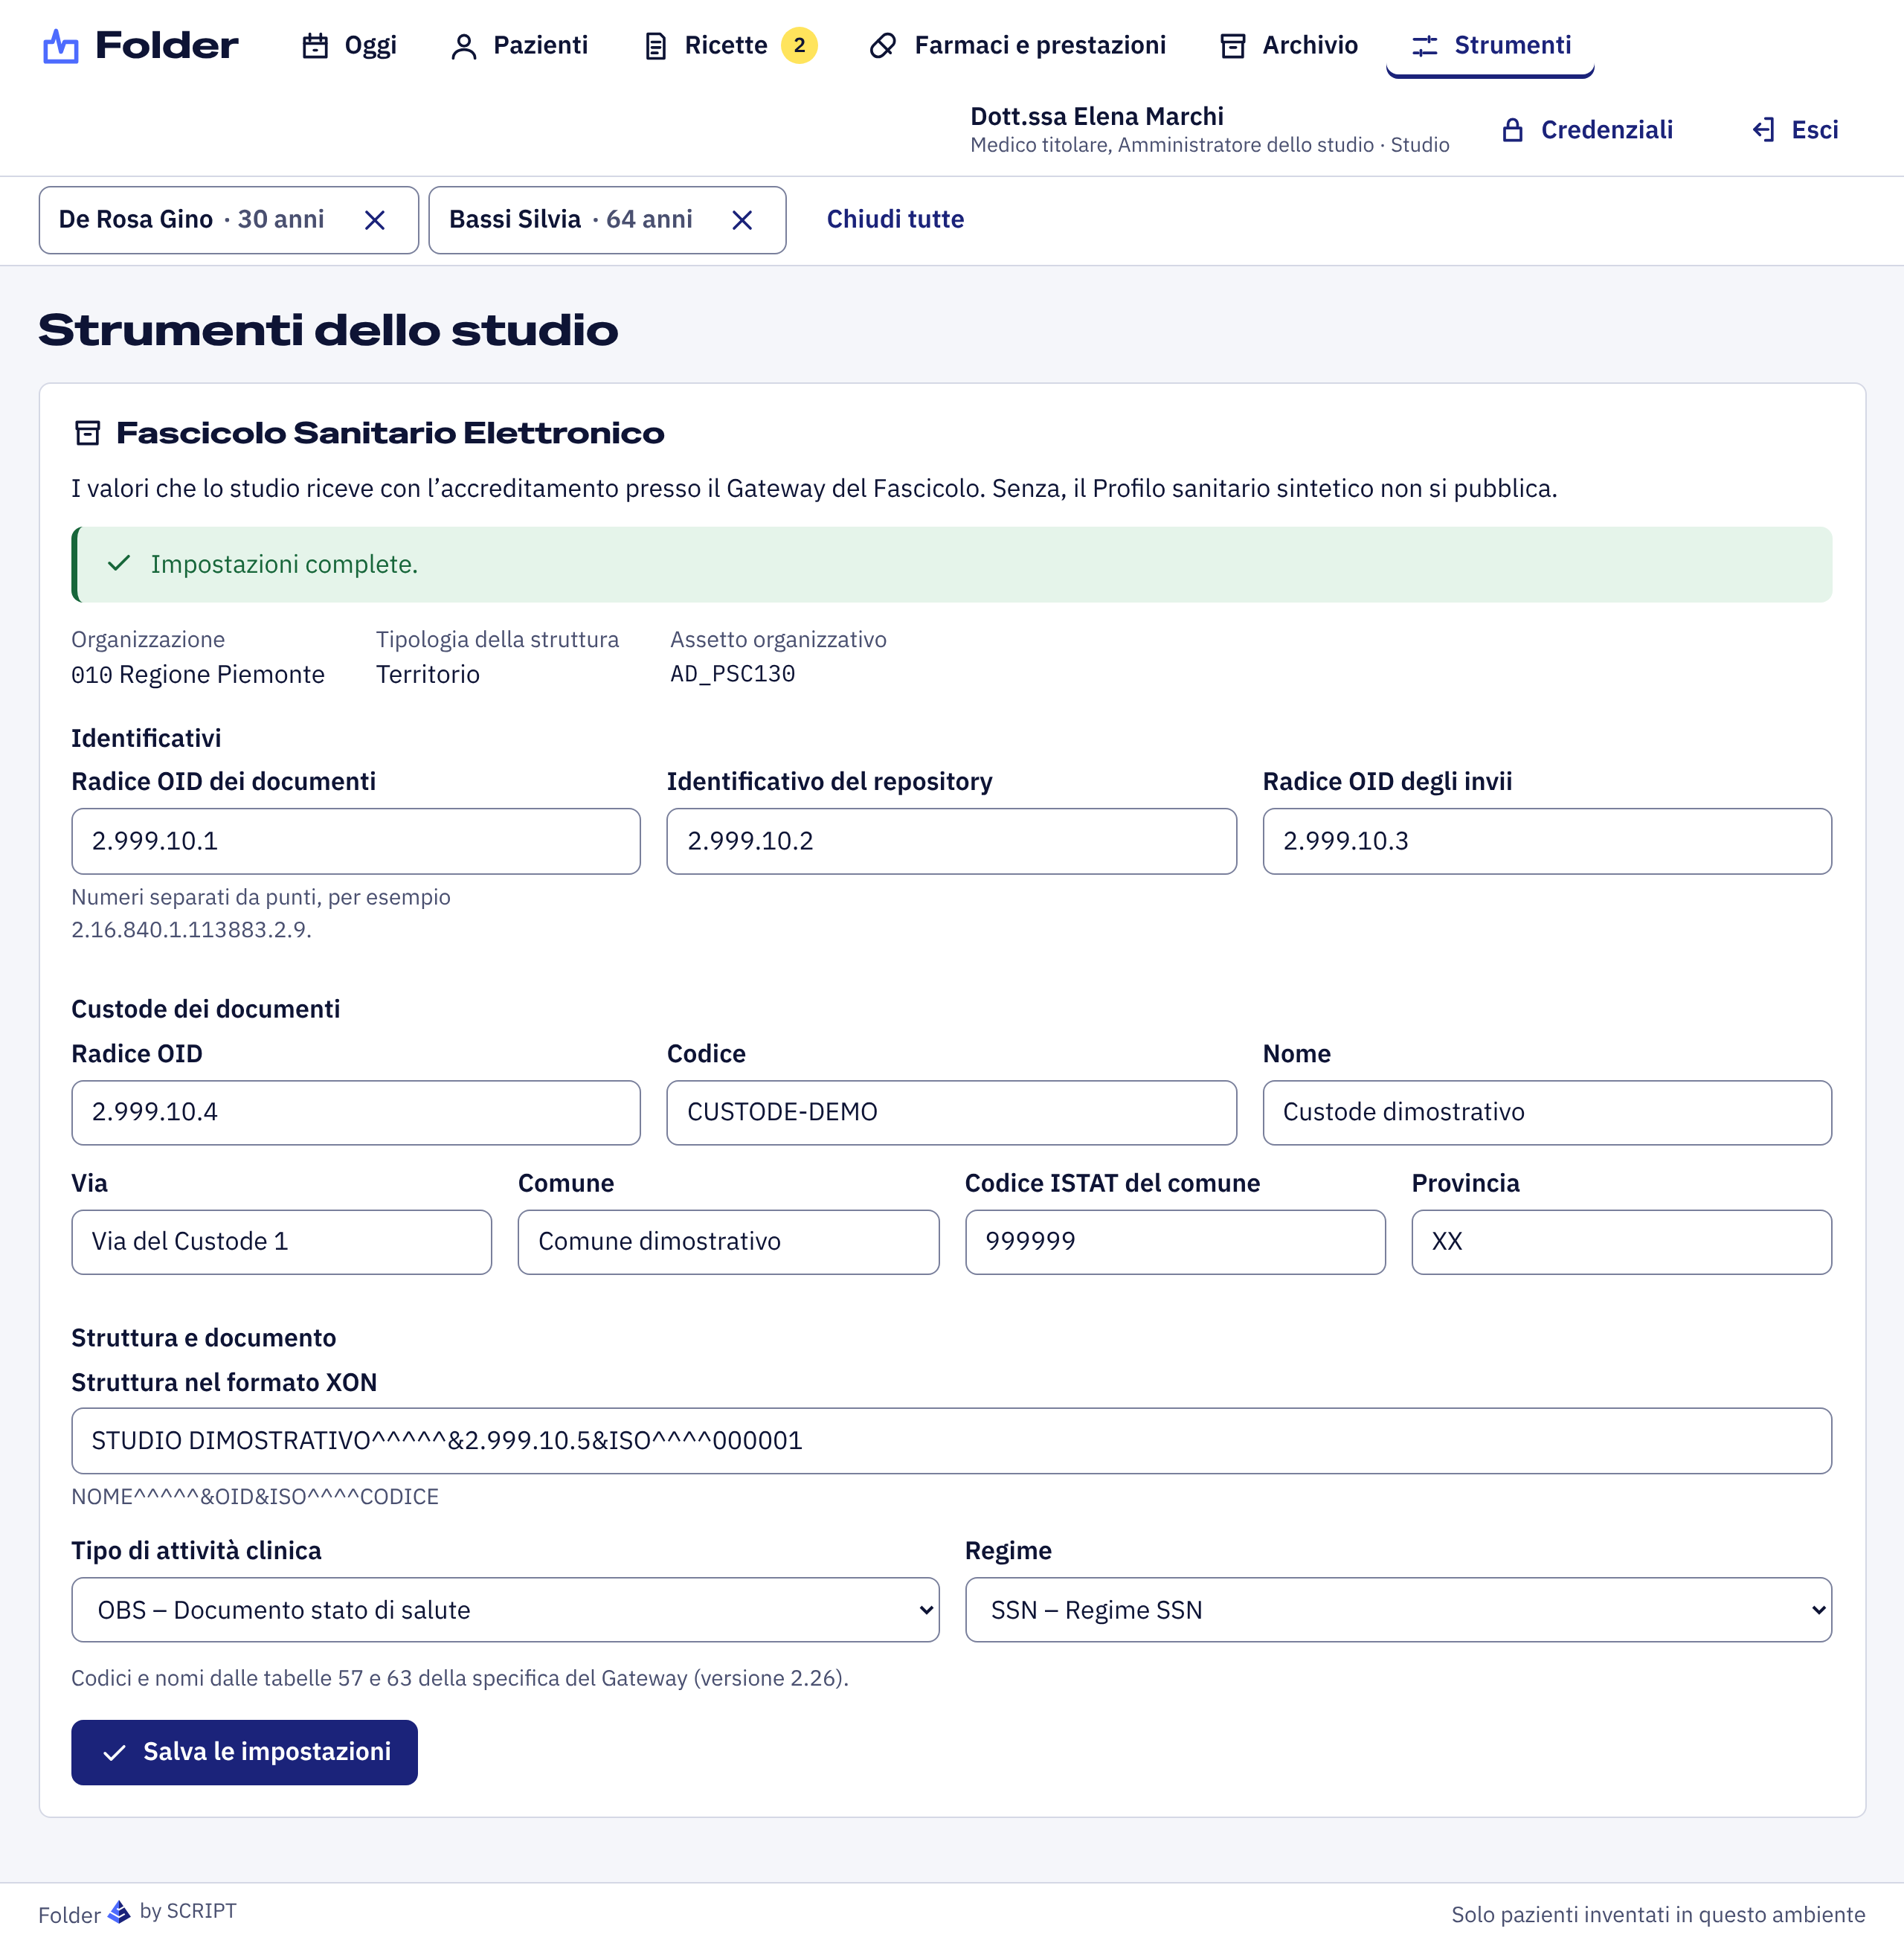 Folder
Oggi
Pazienti
Ricette 2
Farmaci e prestazioni
Archivio
Strumenti
Dott.ssa Elena Marchi
Medico titolare, Amministratore dello studio · Studio
Credenziali
Esci
De Rosa Gino · 30 anni
Bassi Silvia · 64 anni
Chiudi tutte
Strumenti dello studio
Fascicolo Sanitario Elettronico
I valori che lo studio riceve con l’accreditamento presso il Gateway del Fascicolo. Senza, il Profilo sanitario sintetico non si pubblica.
Impostazioni complete.
Organizzazione
010 Regione Piemonte
Tipologia della struttura
Territorio
Assetto organizzativo
AD_PSC130
Identificativi
Radice OID dei documenti
2.999.10.1
Numeri separati da punti, per esempio
2.16.840.1.113883.2.9.
Identificativo del repository
2.999.10.2
Radice OID degli invii
2.999.10.3
Custode dei documenti
Radice OID
2.999.10.4
Codice
CUSTODE-DEMO
Nome
Custode dimostrativo
Via
Via del Custode 1
Comune
Comune dimostrativo
Codice ISTAT del comune
999999
Provincia
XX
Struttura e documento
Struttura nel formato XON
STUDIO DIMOSTRATIVO^^^^^&2.999.10.5&ISO^^^^000001
NOME^^^^^&OID&ISO^^^^CODICE
Tipo di attività clinica
OBS – Documento stato di salute
Regime
SSN – Regime SSN
Codici e nomi dalle tabelle 57 e 63 della specifica del Gateway (versione 2.26).
Salva le impostazioni
Folder by SCRIPT
Solo pazienti inventati in questo ambiente